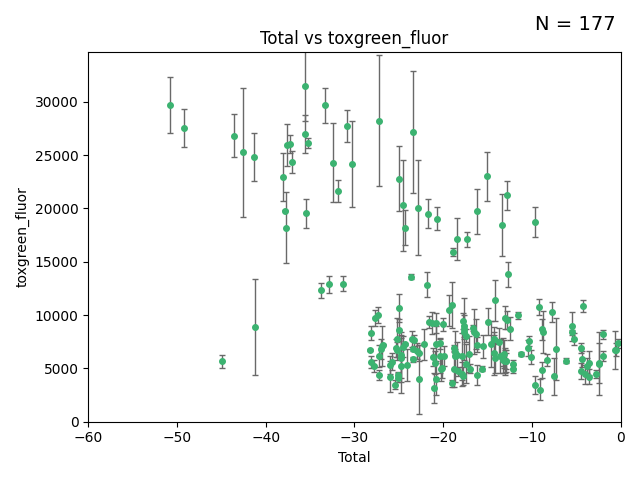 N = 177
Total vs toxgreen_fluor
toxgreen_fluor
30000
25000
20000
15000
10000
5000
0
−60 −50 −40 −30 −20 −10 0
Total